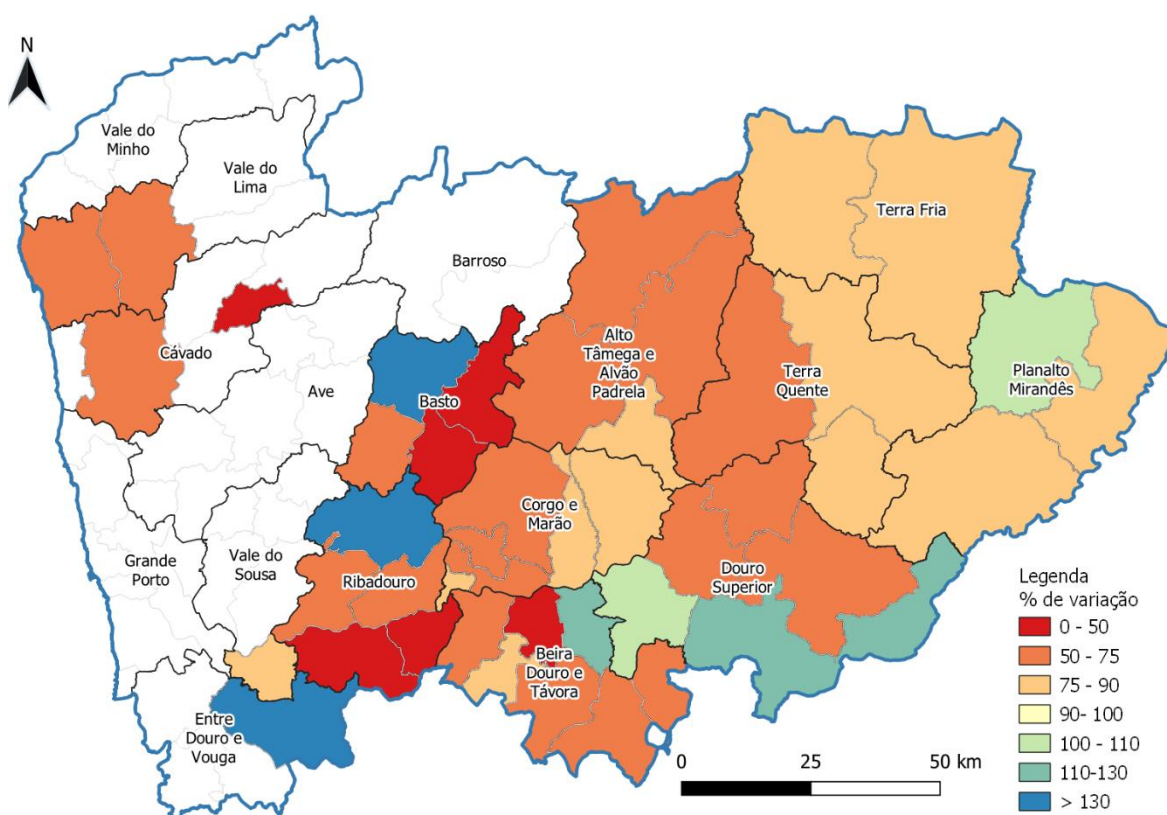 N
Vale do
Minho
Vale do
Lima
Terra Fria
Barroso
Cávado
Alto
Tâmega e
Alvão
Padrela
Terra
Quente
Planalto
Mirandês
Ave
Basto
Corgo e
Marão
Grande
Porto
Vale do
Sousa
Ribadouro
Douro
Superior
Beira
Douro e
Távora
Entre
Douro e
Vouga
Legenda
% de variação
0 - 50
50 - 75
75 - 90
90- 100
100 - 110
110-130
> 130
0 25 50 km